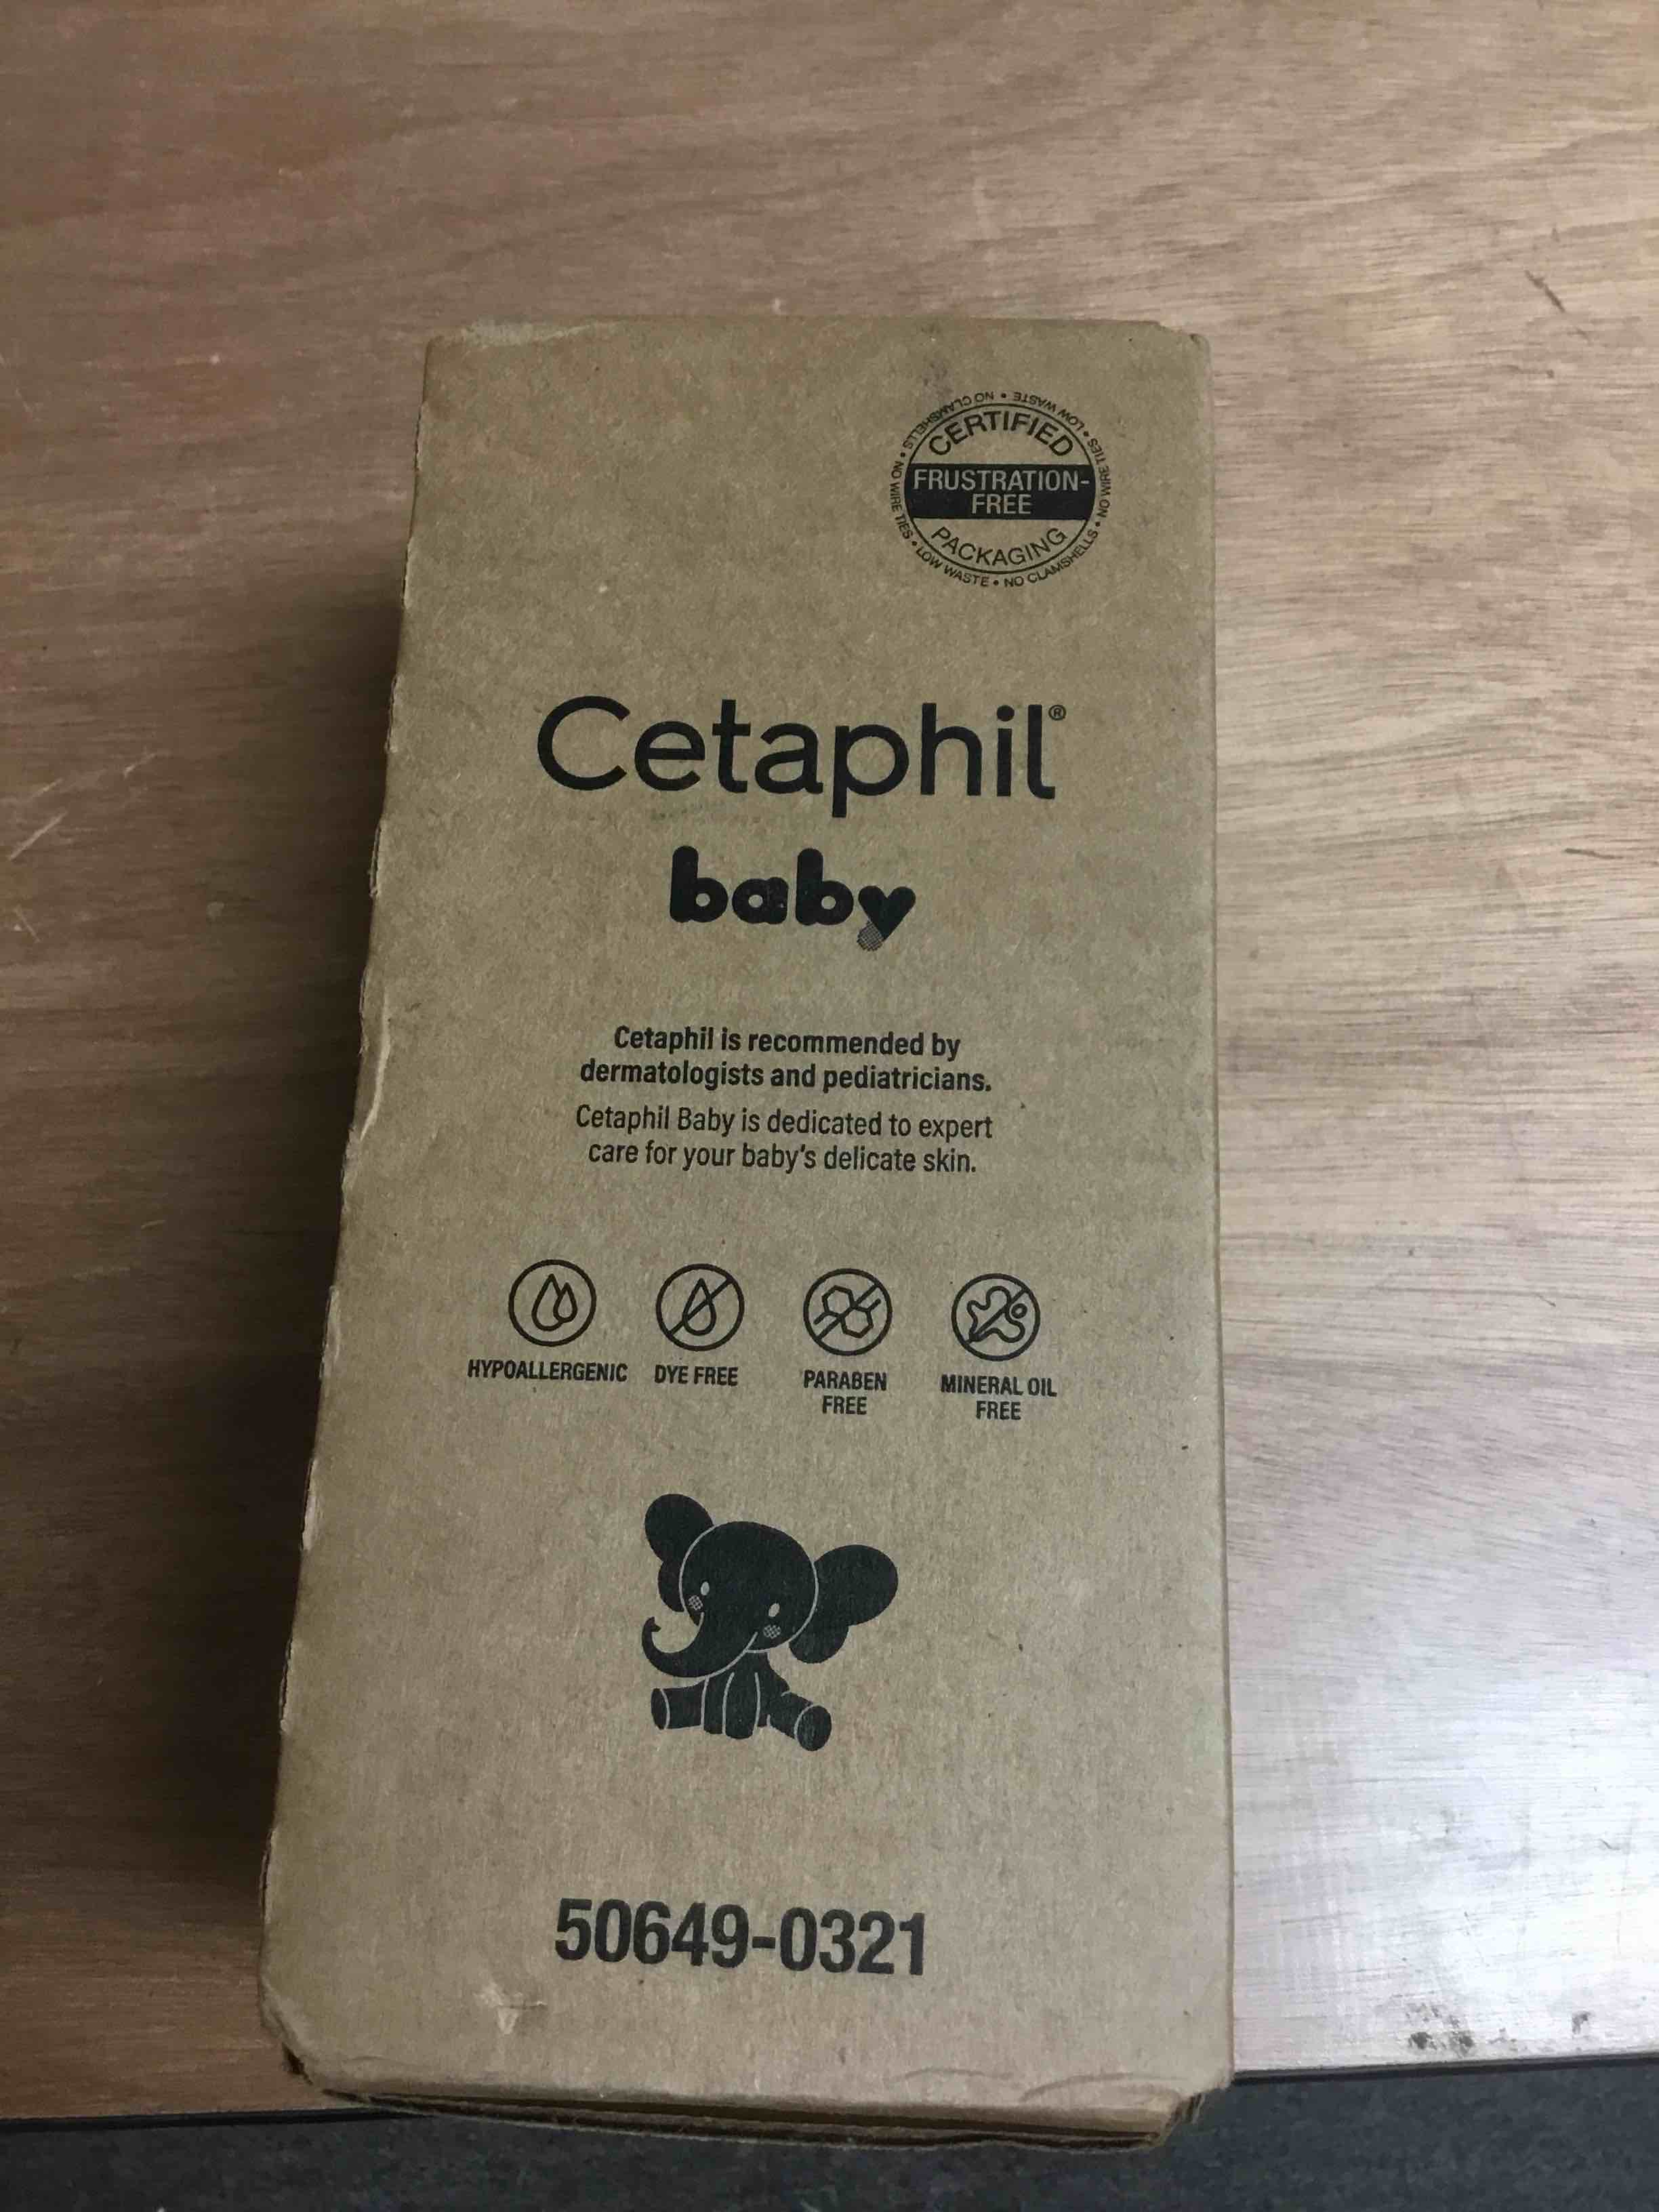 NO CLAMSHELLS • LOW WASTE • NO WIRE TIES • NO CLAMSHELLS • LOW WASTE • NO WIRE TIES •
CERTIFIED
FRUSTRATION-
FREE
PACKAGING
Cetaphil®
baby
Cetaphil is recommended by
dermatologists and pediatricians.
Cetaphil Baby is dedicated to expert
care for your baby's delicate skin.
HYPOALLERGENIC DYE FREE PARABEN MINERAL OIL
FREE FREE
50649-0321